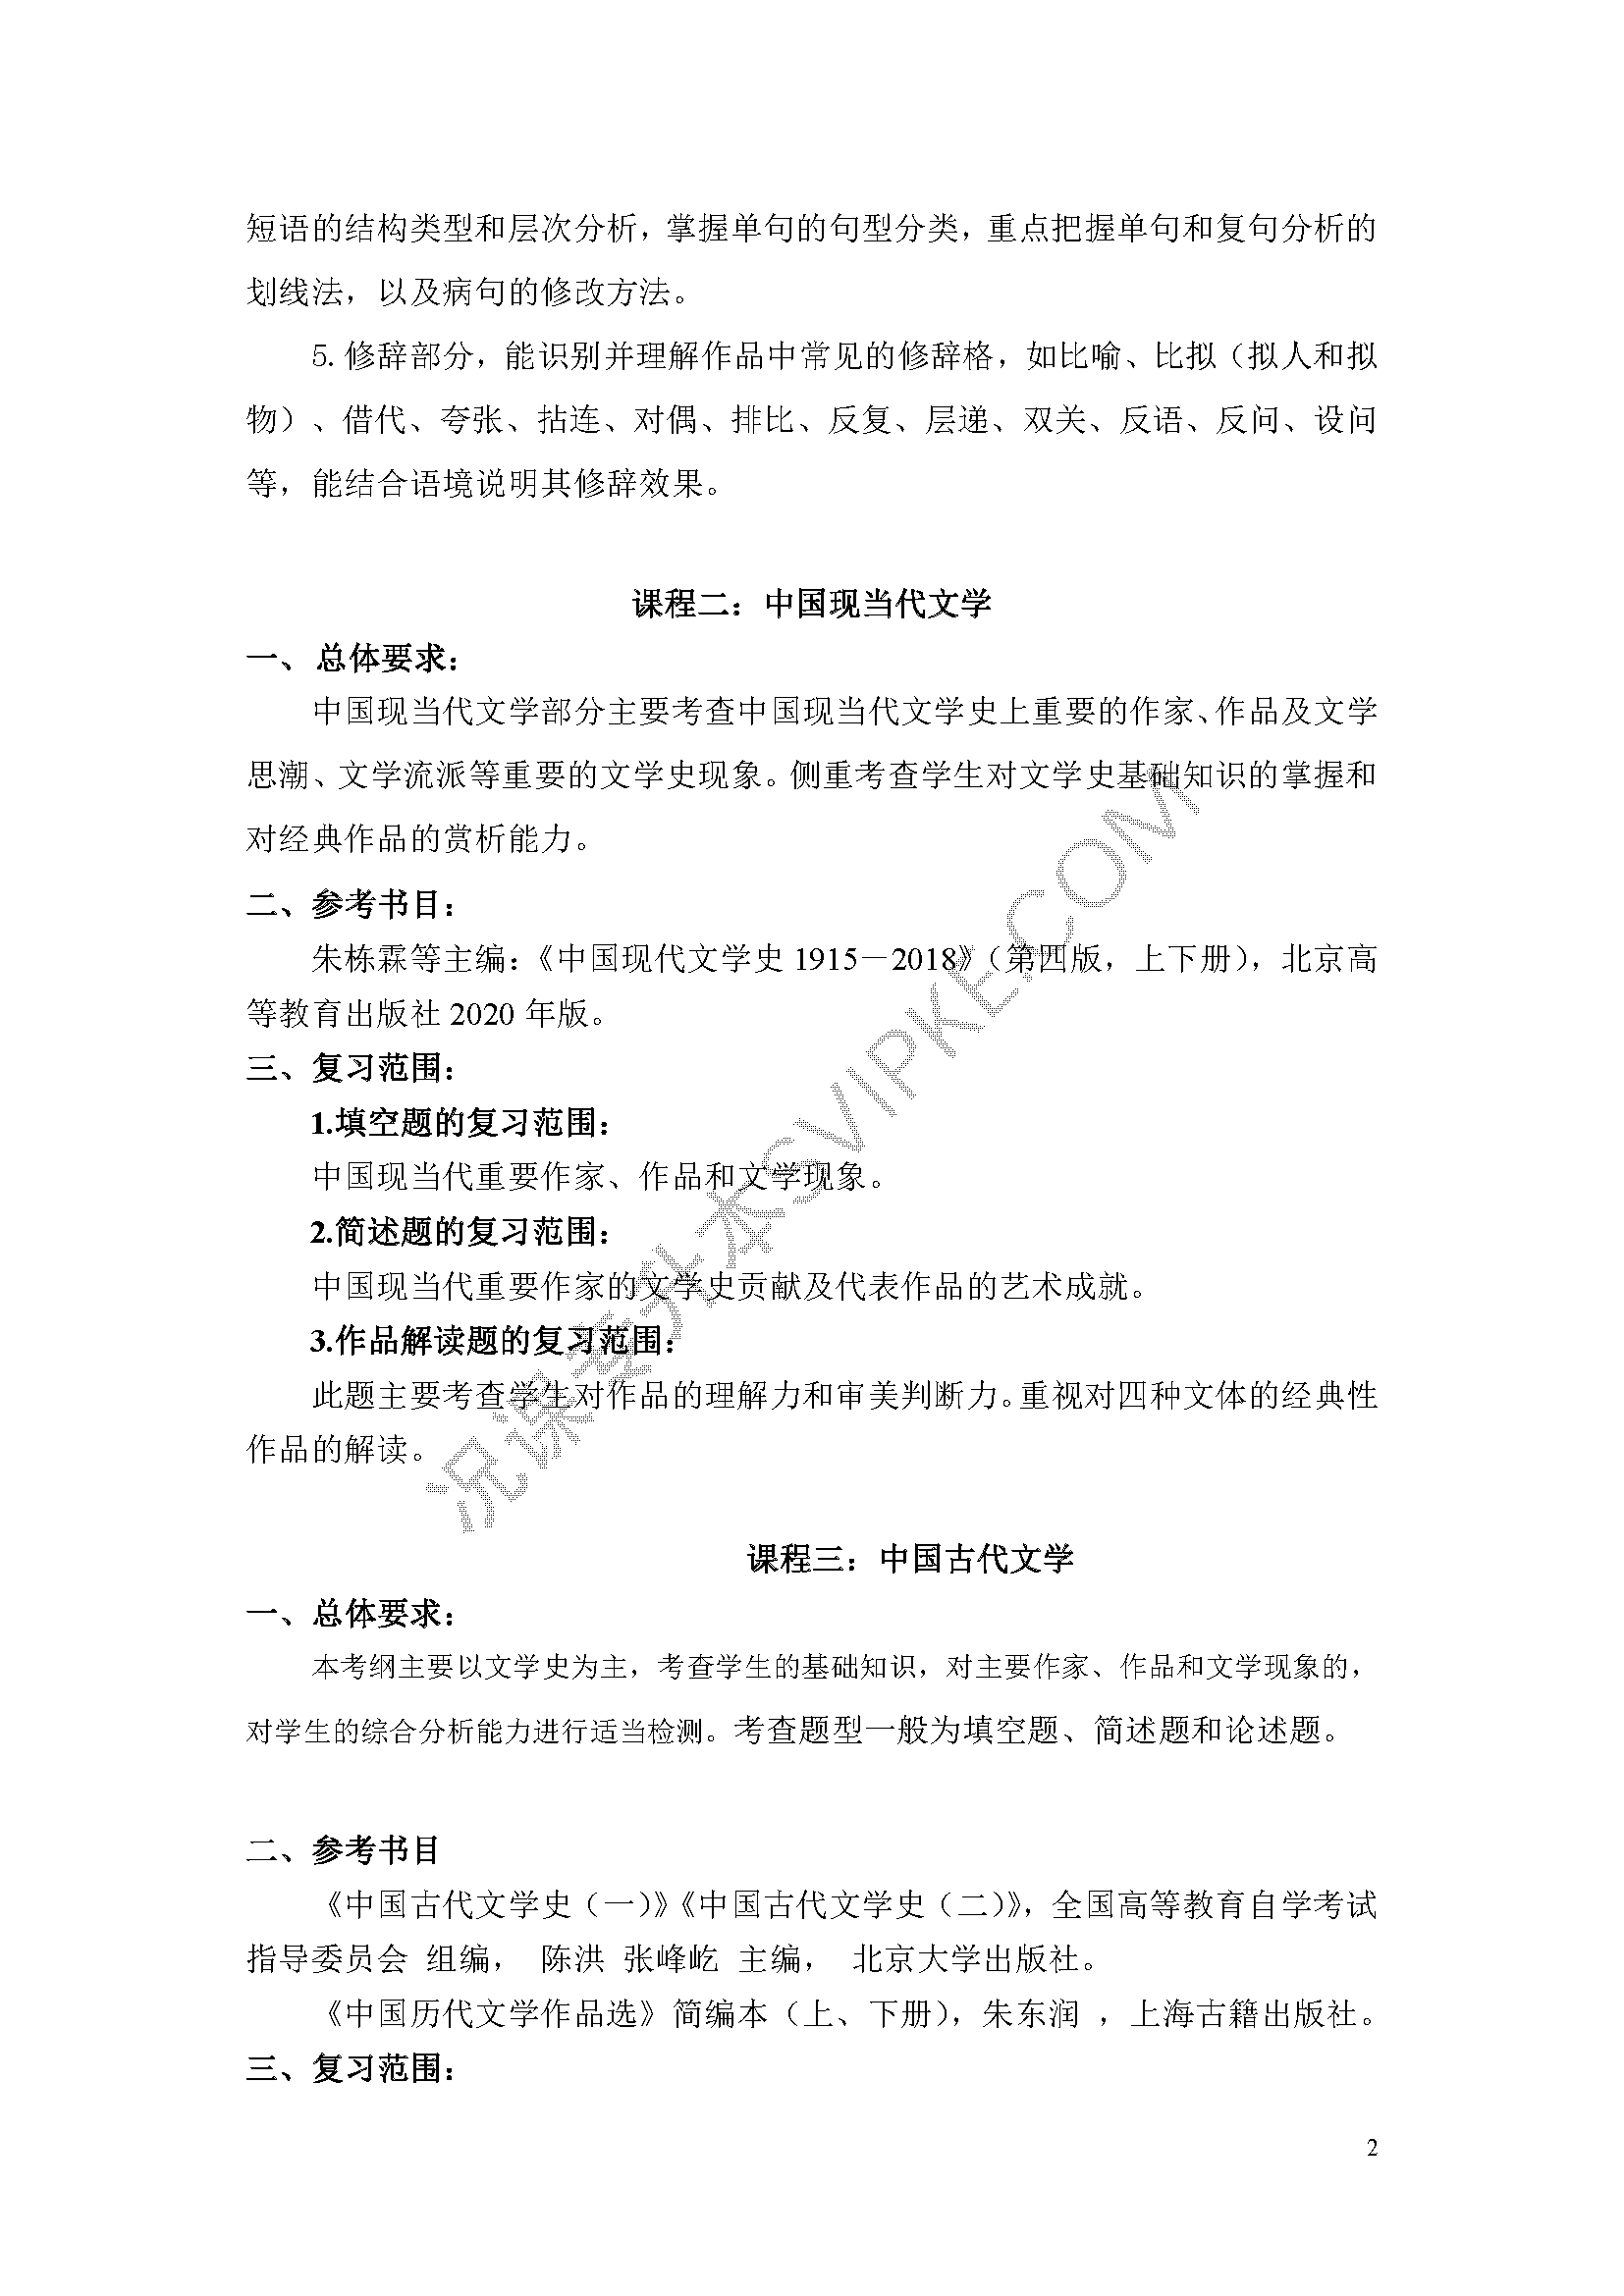 短语的结构类型和层次分析，掌握单句的句型分类，重点把握单句和复句分析的
划线法，以及病句的修改方法。
5. 修辞部分，能识别并理解作品中常见的修辞格，如比喻、比拟（拟人和拟
物）、借代、夸张、拈连、对偶、排比、反复、层递、双关、反语、反问、设问
等，能结合语境说明其修辞效果。
课程二：中国现当代文学
一、 总体要求：
中国现当代文学部分主要考查中国现当代文学史上重要的作家、作品及文学
思潮、文学流派等重要的文学史现象。侧重考查学生对文学史基础知识的掌握和
对经典作品的赏析能力。
二、参考书目：
朱栋霖等主编：《中国现代文学史 1915－2018》（第四版，上下册），北京高
等教育出版社 2020 年版。
三、复习范围：
1.填空题的复习范围：
中国现当代重要作家、作品和文学现象。
2.简述题的复习范围：
中国现当代重要作家的文学史贡献及代表作品的艺术成就。
3.作品解读题的复习范围：
此题主要考查学生对作品的理解力和审美判断力。重视对四种文体的经典性
作品的解读。
课程三：中国古代文学
一、总体要求：
本考纲主要以文学史为主，考查学生的基础知识，对主要作家、作品和文学现象的，
对学生的综合分析能力进行适当检测。考查题型一般为填空题、简述题和论述题。
二、参考书目
《中国古代文学史（一）》《中国古代文学史（二）》，全国高等教育自学考试
指导委员会 组编， 陈洪 张峰屹 主编， 北京大学出版社。
《中国历代文学作品选》简编本（上、下册），朱东润 ，上海古籍出版社。
三、复习范围：
2
况课专升本SVIPKE.COM